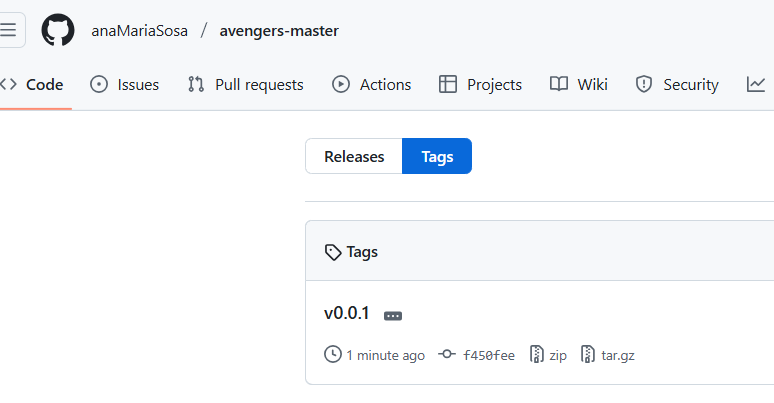 anaMariaSosa / avengers-master
<> Code Issues Pull requests Actions Projects Wiki Security
Releases Tags
Tags
v0.0.1 ...
1 minute ago f450fee zip tar.gz